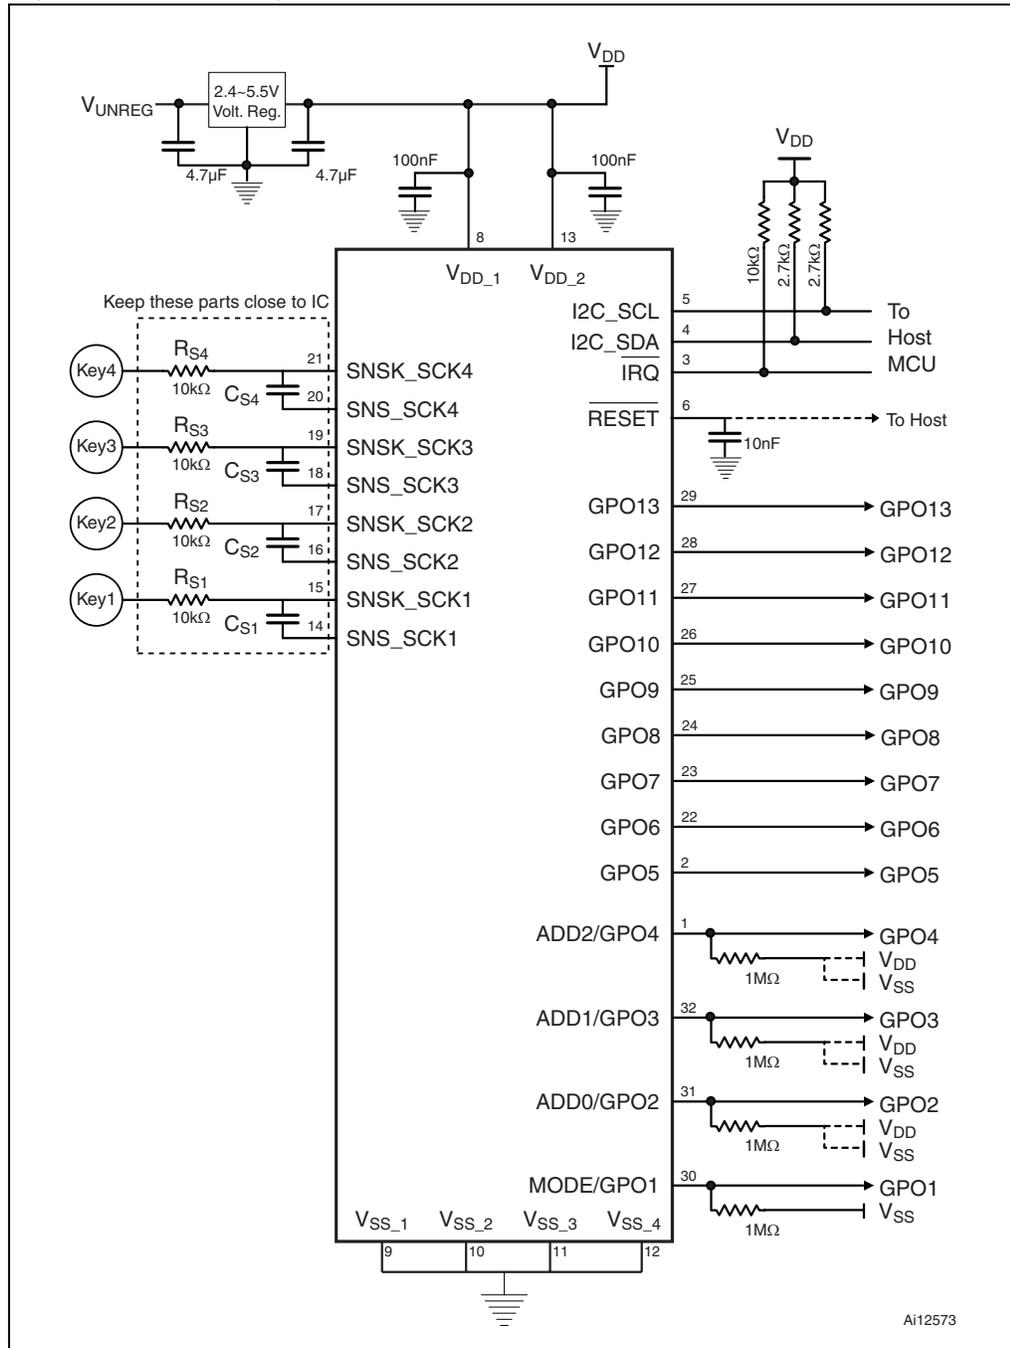 VDD
2.4~5.5V
Volt. Reg.
VUNREG
4.7µF
4.7µF
100nF
100nF
VDD
8
13
10kΩ
2.7kΩ
2.7kΩ
VDD_1
VDD_2
Keep these parts close to IC
I2C_SCL
5
To
I2C_SDA
4
Host
IRQ
3
MCU
RESET
6
To Host
10nF
Key4
RS4
10kΩ
CS4
21
SNSK_SCK4
20
SNS_SCK4
Key3
RS3
10kΩ
CS3
19
SNSK_SCK3
18
SNS_SCK3
Key2
RS2
10kΩ
CS2
17
SNSK_SCK2
16
SNS_SCK2
Key1
RS1
10kΩ
CS1
15
SNSK_SCK1
14
SNS_SCK1
GPO13
29
GPO13
GPO12
28
GPO12
GPO11
27
GPO11
GPO10
26
GPO10
GPO9
25
GPO9
GPO8
24
GPO8
GPO7
23
GPO7
GPO6
22
GPO6
GPO5
2
GPO5
ADD2/GPO4
1
GPO4
1MΩ
VDD
VSS
ADD1/GPO3
32
GPO3
1MΩ
VDD
VSS
ADD0/GPO2
31
GPO2
1MΩ
VDD
VSS
MODE/GPO1
30
GPO1
1MΩ
VSS
VSS_1
VSS_2
VSS_3
VSS_4
9
10
11
12
Ai12573